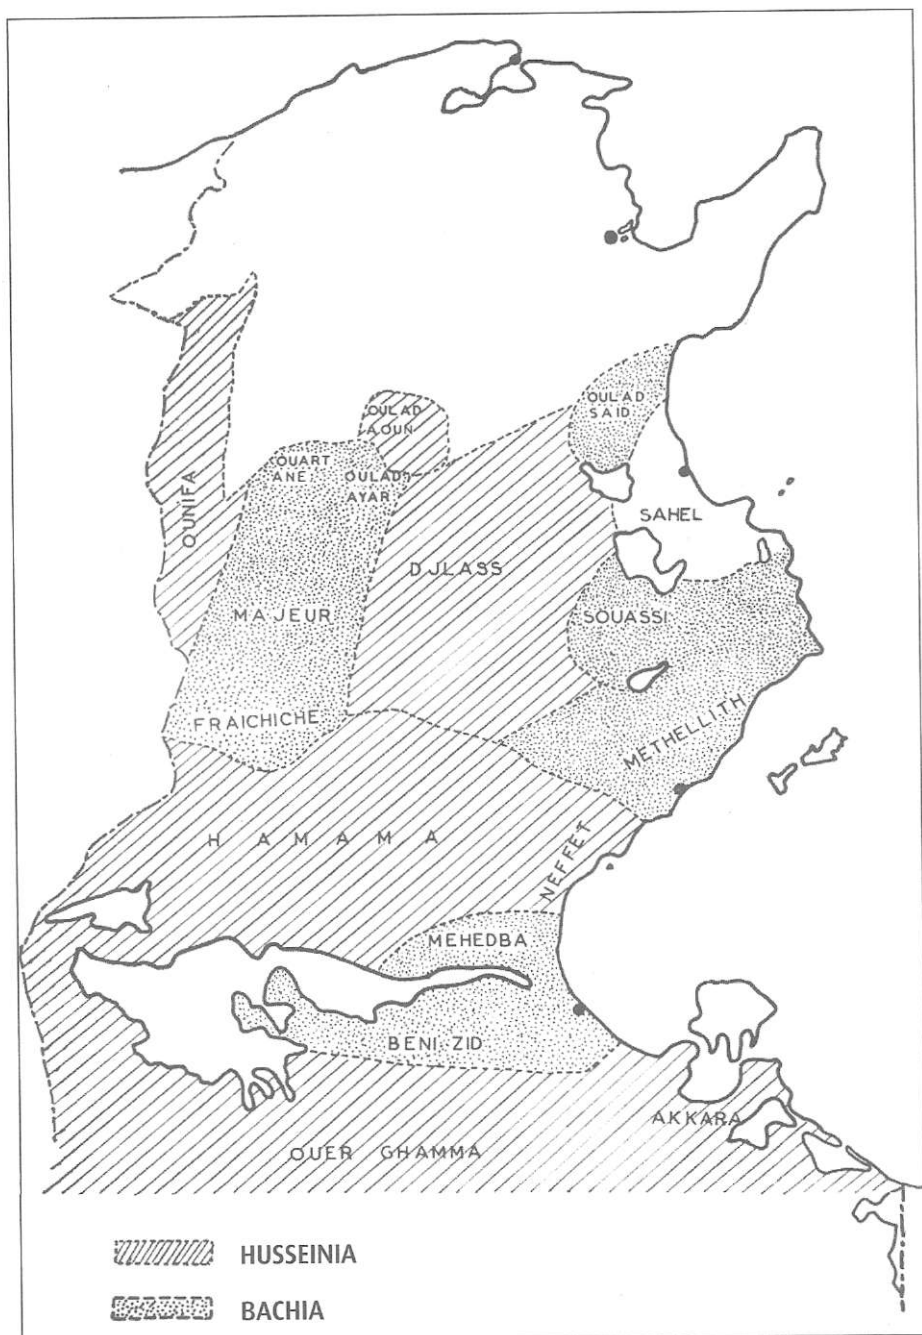 OULAD
SAID
OULAD
AOUN
OUART
ANE
OULAD
AYAR
OUNIFA
SAHEL
DJLASS
MAJEUR
SOUASSI
FRAICHICHE
METHELLITH
HAMAMA
NEFFET
MEHEDBA
BENI ZID
AKKARA
OUER GHAMMA
HUSSEINIA
BACHIA